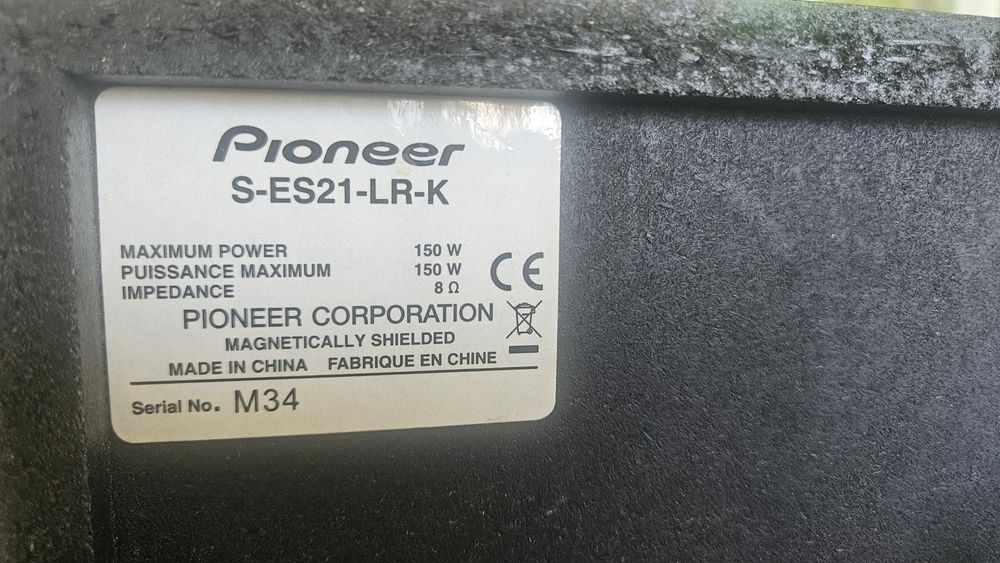 Pioneer
S-ES21-LR-K
MAXIMUM POWER 150 W
PUISSANCE MAXIMUM 150 W
IMPEDANCE 8 Ω
CE
PIONEER CORPORATION
MAGNETICALLY SHIELDED
MADE IN CHINA FABRIQUE EN CHINE
Serial No. M34